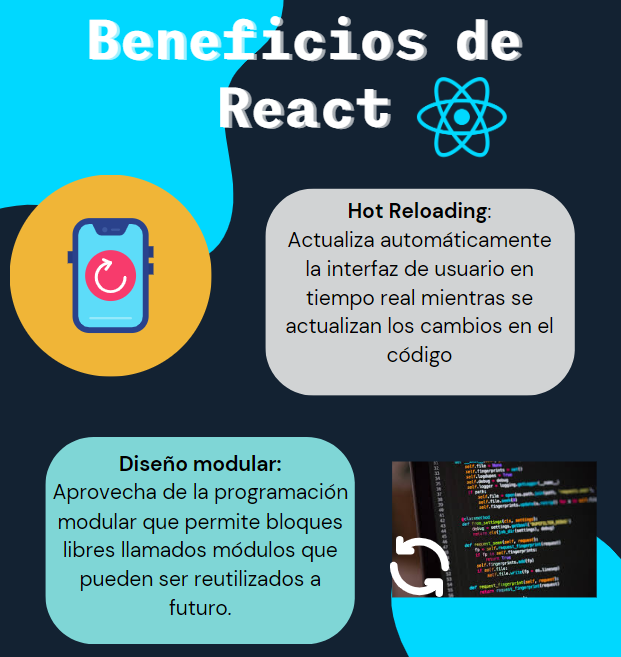 Beneficios de
React
Hot Reloading:
Actualiza automáticamente
la interfaz de usuario en
tiempo real mientras se
actualizan los cambios en el
código
Diseño modular:
Aprovecha de la programación
modular que permite bloques
libres llamados módulos que
pueden ser reutilizados a
futuro.